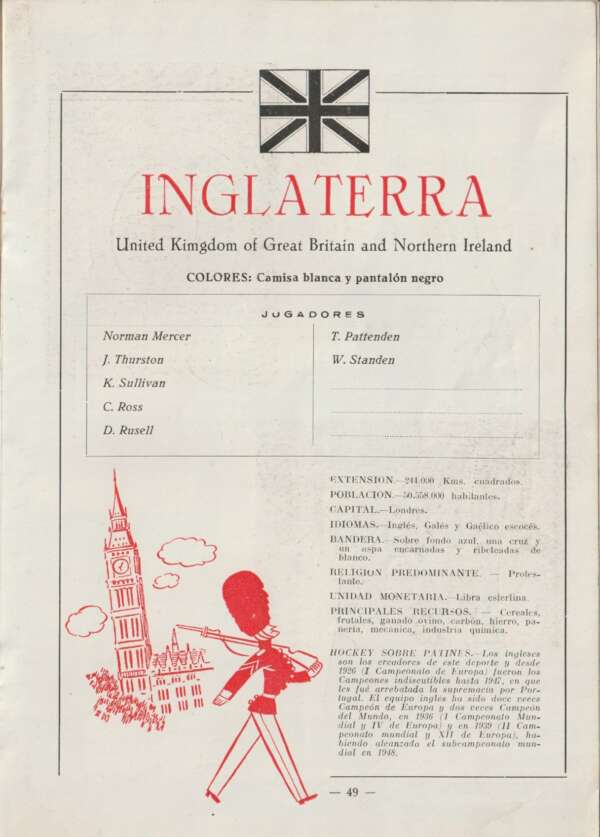 INGLATERRA
United Kimgdom of Great Britain and Northern Ireland
COLORES: Camisa blanca y pantalón negro
JUGADORES
Norman Mercer
J. Thurston
K. Sullivan
C. Ross
D. Rusell
T. Pattenden
W. Standen
EXTENSION.—244.000 Kms. cuadrados.
POBLACION.—50.558.000 habitantes.
CAPITAL.—Londres.
IDIOMAS.—Inglés, Galés y Gaélico escocés.
BANDERA.—Sobre fondo azul, una cruz y
un aspa encarnadas y ribeteadas de
blanco.
RELIGION PREDOMINANTE. — Protes-
tante.
UNIDAD MONETARIA.—Libra esterlina.
PRINCIPALES RECURSOS. — Cereales,
frutales, ganado ovino, carbón, hierro, pa-
ñería, mecánica, industria química.
HOCKEY SOBRE PATINES.—Los ingleses
son los creadores de este deporte y desde
1926 (I Campeonato de Europa) fueron los
Campeones indiscutibles hasta 1947, en que
les fué arrebatada la supremacía por Por-
tugal. El equipo inglés ha sido doce veces
Campeón de Europa y dos veces Campeón
del Mundo, en 1936 (I Campeonato Mun-
dial y IV de Europa) y en 1939 (II Cam-
peonato mundial y XII de Europa), ha-
biendo alcanzado el subcampeonato mun-
dial en 1948.
— 49 —